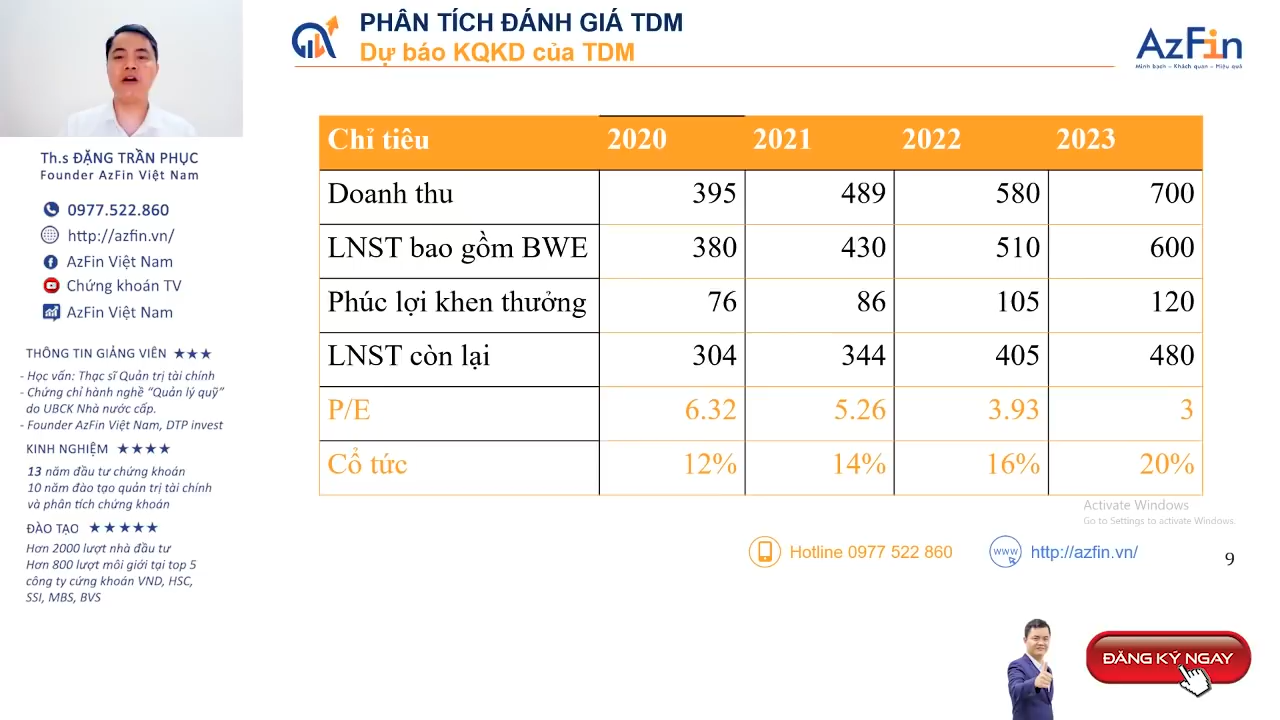 PHÂN TÍCH ĐÁNH GIÁ TDM
Dự báo KQKD của TDM
AzFin
Minh bạch – Khách quan – Hiệu quả
Th.s ĐẶNG TRẦN PHỤC
Founder AzFin Việt Nam
0977.522.860
http://azfin.vn/
AzFin Việt Nam
Chứng khoán TV
AzFin Việt Nam
THÔNG TIN GIẢNG VIÊN ★★★
- Học vấn: Thạc sĩ Quản trị tài chính
- Chứng chỉ hành nghề “Quản lý quỹ”
do UBCK Nhà nước cấp.
- Founder AzFin Việt Nam, DTP invest
KINH NGHIỆM ★★★★
13 năm đầu tư chứng khoán
10 năm đào tạo quản trị tài chính
và phân tích chứng khoán
ĐÀO TẠO ★★★★★
Hơn 2000 lượt nhà đầu tư
Hơn 800 lượt môi giới tại top 5
công ty cứng khoán VND, HSC,
SSI, MBS, BVS
Chỉ tiêu 2020 2021 2022 2023
Doanh thu 395 489 580 700
LNST bao gồm BWE 380 430 510 600
Phúc lợi khen thưởng 76 86 105 120
LNST còn lại 304 344 405 480
P/E 6.32 5.26 3.93 3
Cổ tức 12% 14% 16% 20%
Activate Windows
Go to Settings to activate Windows.
Hotline 0977 522 860
www
http://azfin.vn/
9
ĐĂNG KÝ NGAY